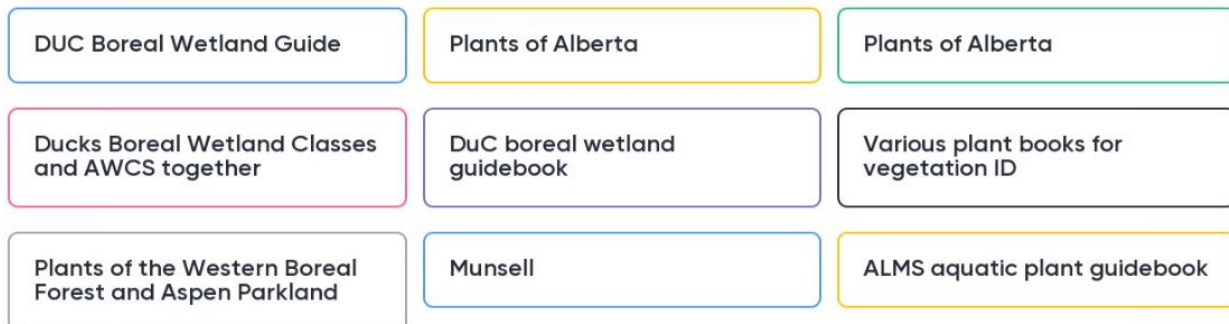 DUC Boreal Wetland Guide
Plants of Alberta
Plants of Alberta
Ducks Boreal Wetland Classes
and AWCS together
DuC boreal wetland
guidebook
Various plant books for
vegetation ID
Plants of the Western Boreal
Forest and Aspen Parkland
Munsell
ALMS aquatic plant guidebook